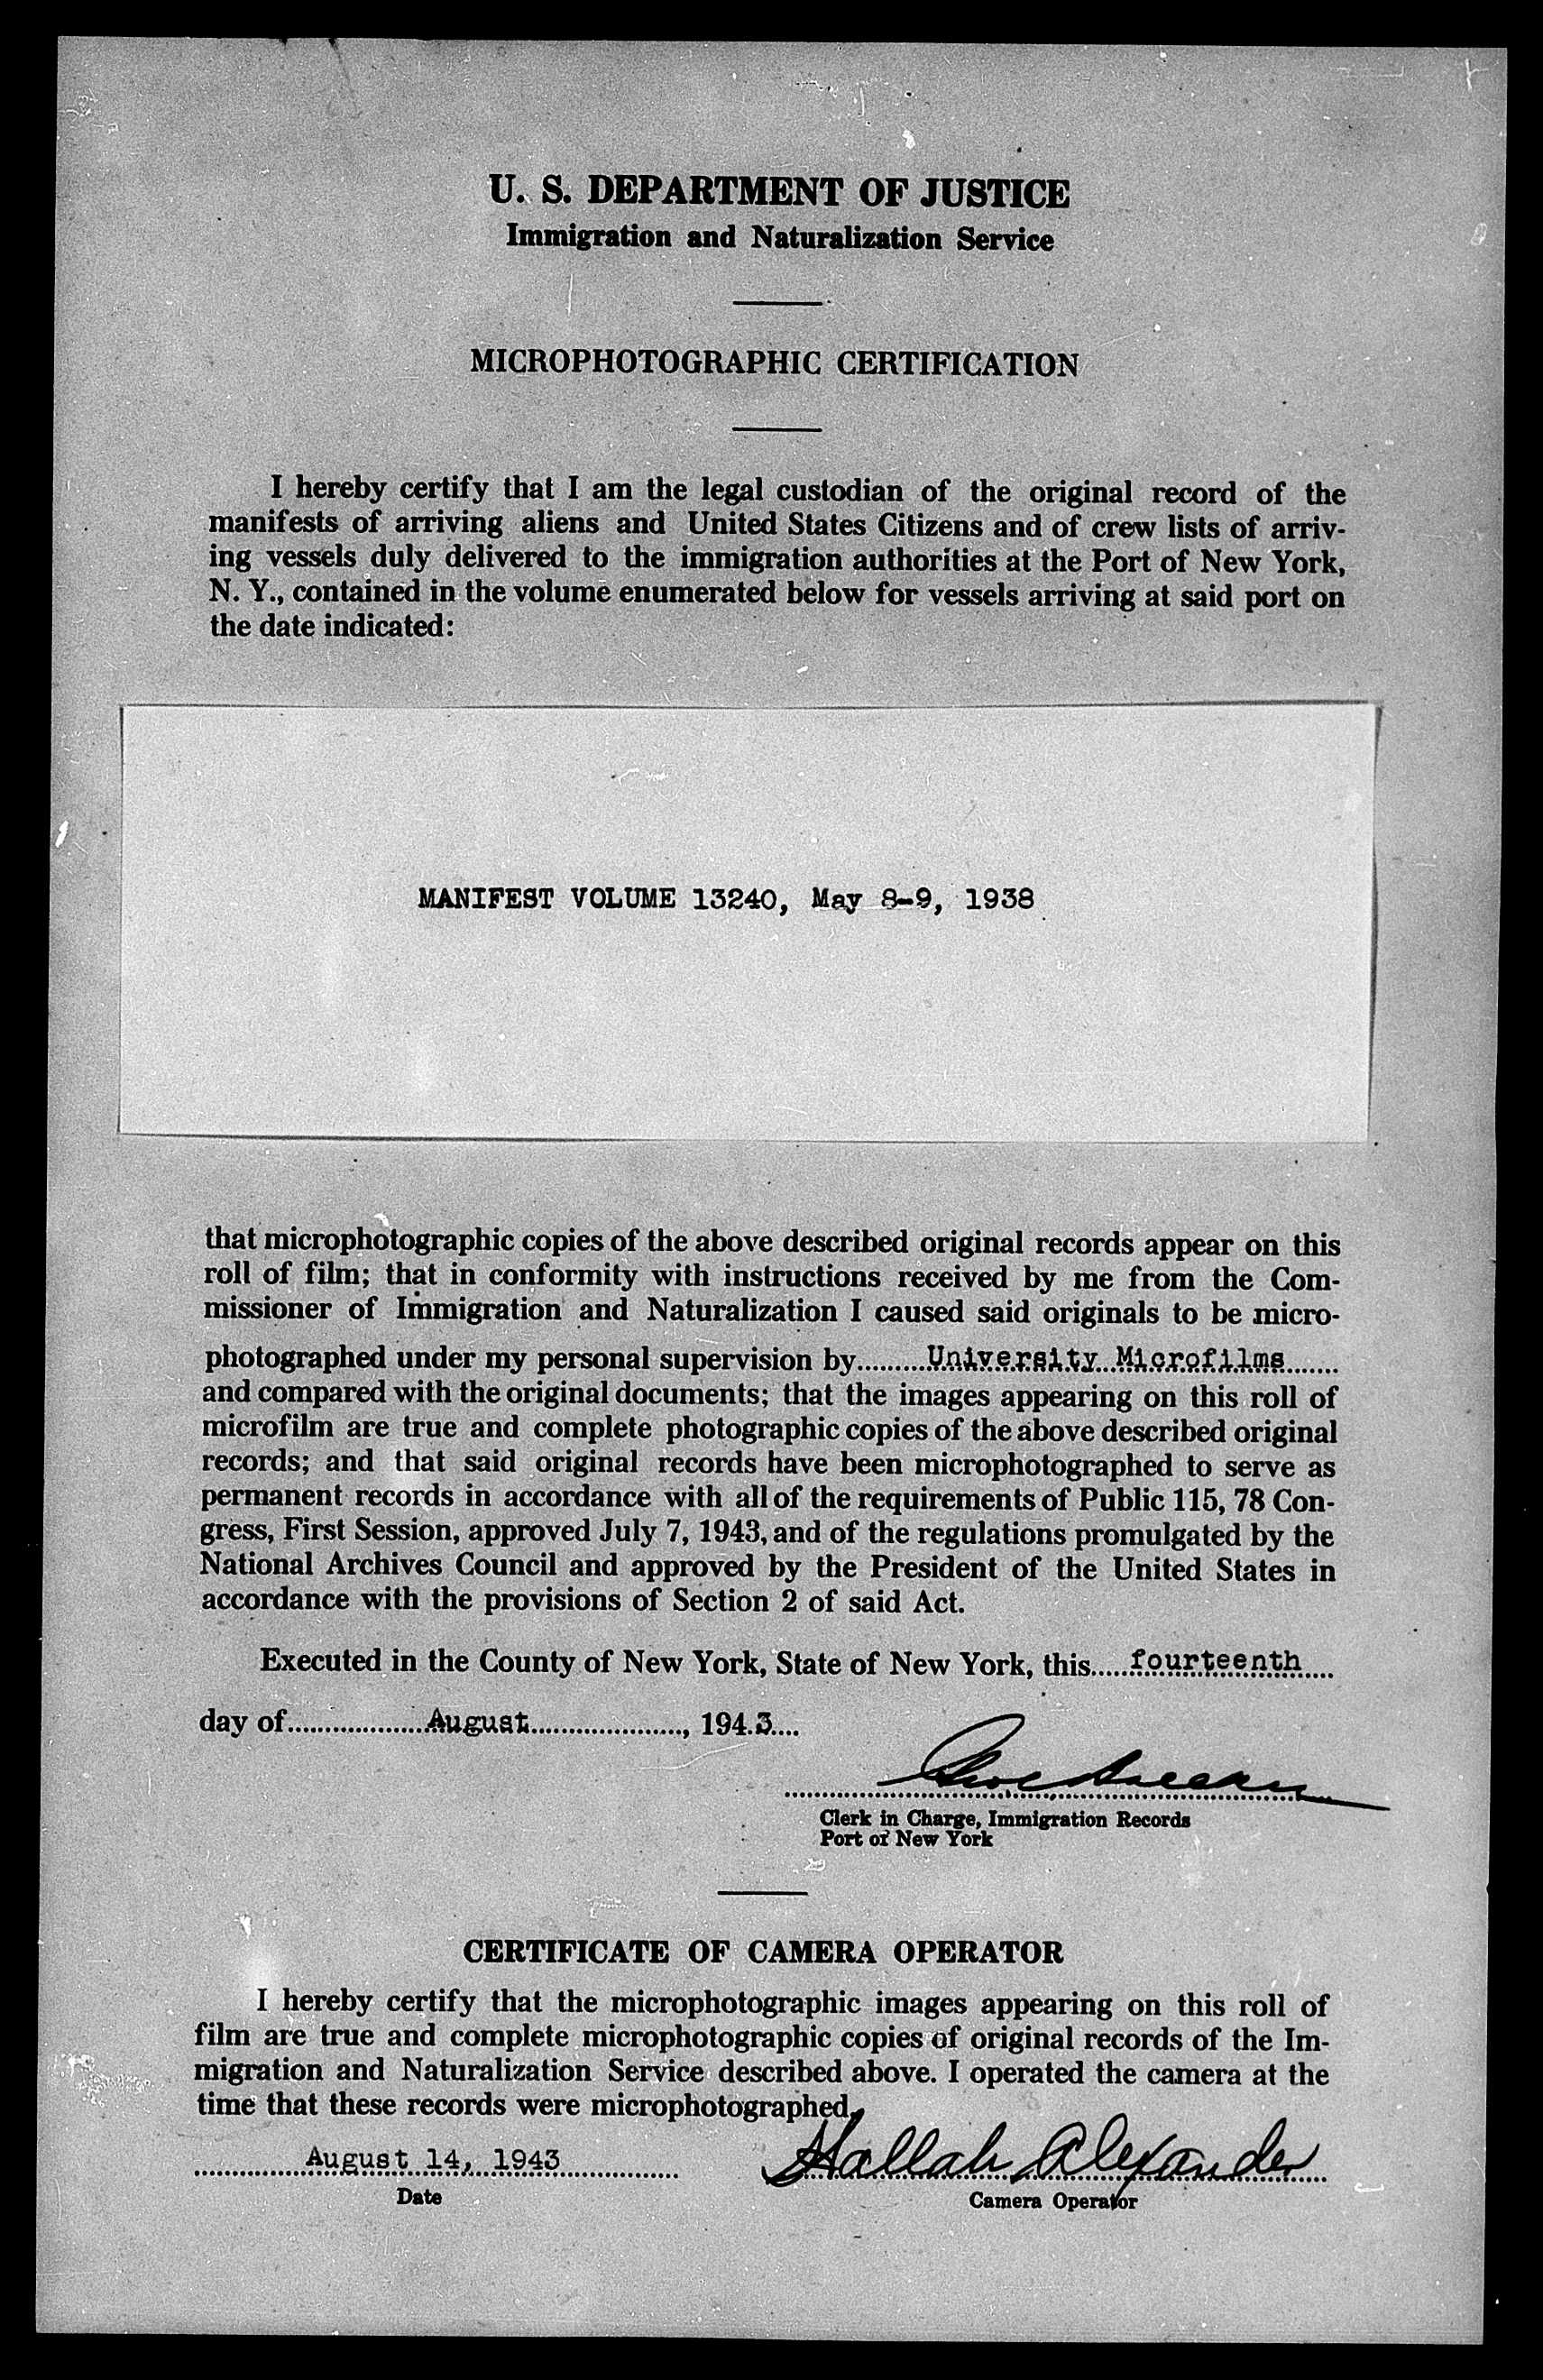 U. S. DEPARTMENT OF JUSTICE
Immigration and Naturalization Service
MICROPHOTOGRAPHIC CERTIFICATION
I hereby certify that I am the legal custodian of the original record of the
manifests of arriving aliens and United States Citizens and of crew lists of arriv-
ing vessels duly delivered to the immigration authorities at the Port of New York,
N. Y., contained in the volume enumerated below for vessels arriving at said port on
the date indicated:
MANIFEST VOLUME 13240, May 8-9, 1938
that microphotographic copies of the above described original records appear on this
roll of film; that in conformity with instructions received by me from the Com-
missioner of Immigration and Naturalization I caused said originals to be micro-
photographed under my personal supervision by..........University Microfilms.......
and compared with the original documents; that the images appearing on this roll of
microfilm are true and complete photographic copies of the above described original
records; and that said original records have been microphotographed to serve as
permanent records in accordance with all of the requirements of Public 115, 78 Con-
gress, First Session, approved July 7, 1943, and of the regulations promulgated by the
National Archives Council and approved by the President of the United States in
accordance with the provisions of Section 2 of said Act.
Executed in the County of New York, State of New York, this.....fourteenth....
day of..................August....................., 194.3....
Clerk in Charge, Immigration Records
Port of New York
CERTIFICATE OF CAMERA OPERATOR
I hereby certify that the microphotographic images appearing on this roll of
film are true and complete microphotographic copies of original records of the Im-
migration and Naturalization Service described above. I operated the camera at the
time that these records were microphotographed.
August 14, 1943 Hallah Alexander
Date Camera Operator